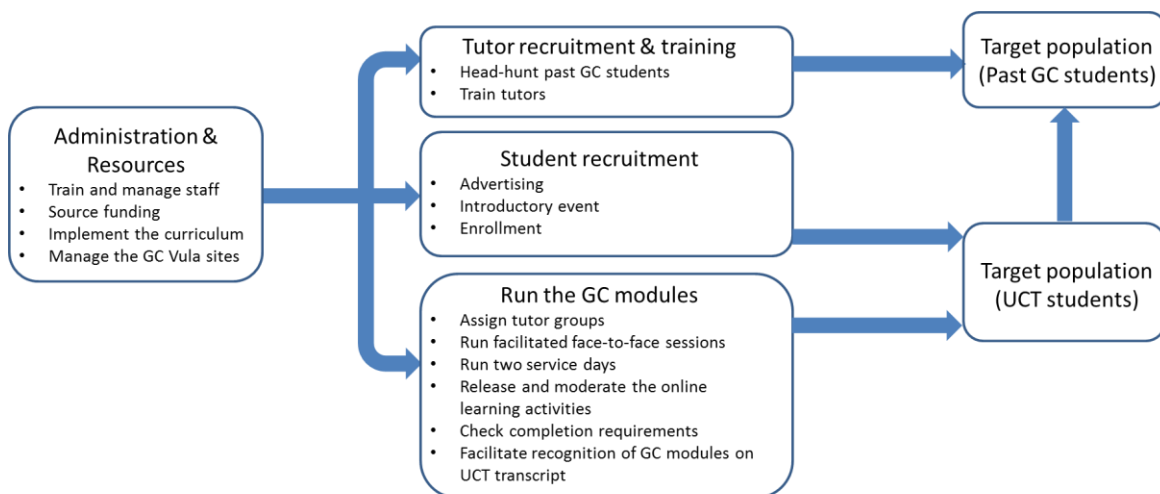 Administration &
Resources
• Train and manage staff
• Source funding
• Implement the curriculum
• Manage the GC Vula sites
Tutor recruitment & training
• Head-hunt past GC students
• Train tutors
Student recruitment
• Advertising
• Introductory event
• Enrollment
Run the GC modules
• Assign tutor groups
• Run facilitated face-to-face sessions
• Run two service days
• Release and moderate the online
learning activities
• Check completion requirements
• Facilitate recognition of GC modules on
UCT transcript
Target population
(Past GC students)
Target population
(UCT students)